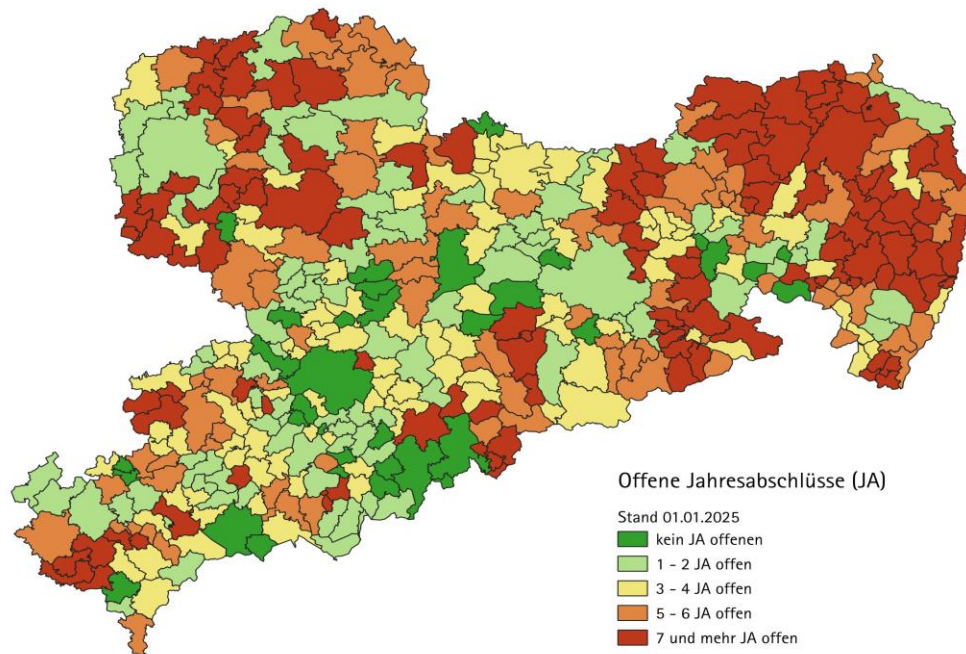 Offene Jahresabschlüsse (JA)
Stand 01.01.2025
kein JA offenen
1 - 2 JA offen
3 - 4 JA offen
5 - 6 JA offen
7 und mehr JA offen